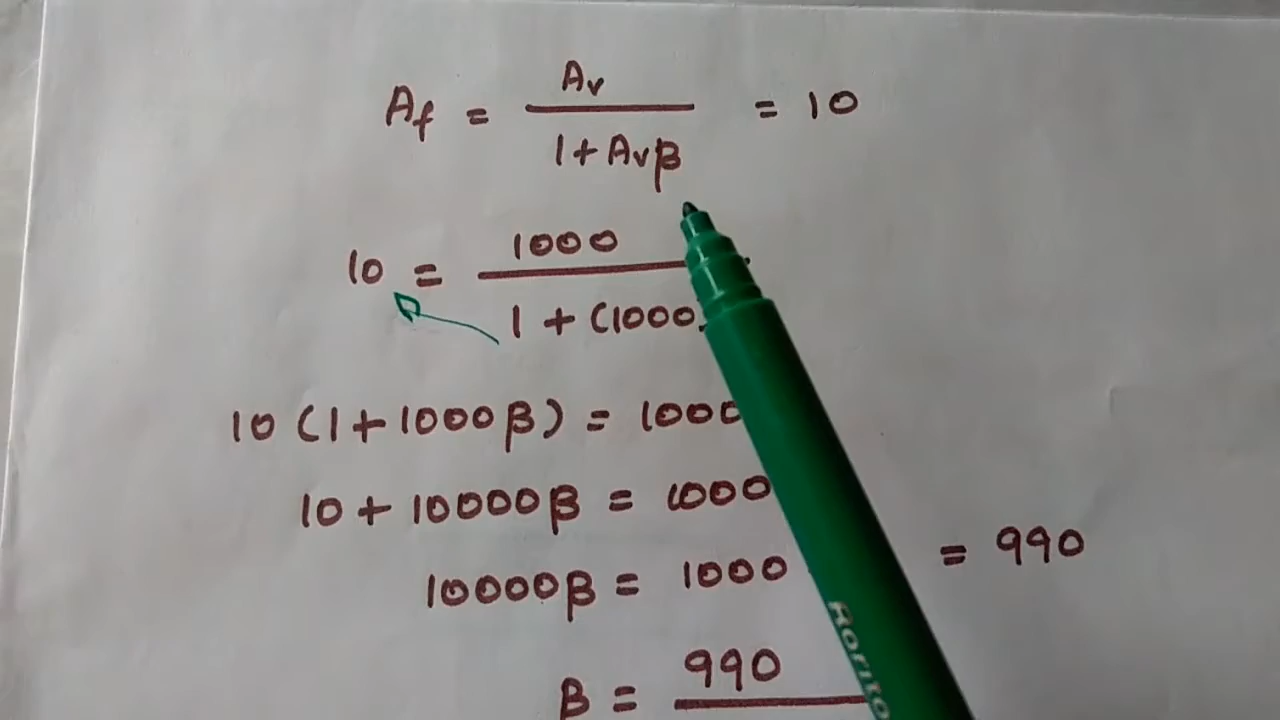 Af = Av / 1 + Avβ = 10
10 = 1000 / 1 + (1000
10 (1 + 1000β) = 1000
10 + 10000β = 1000
10000β = 1000 = 990
β = 990